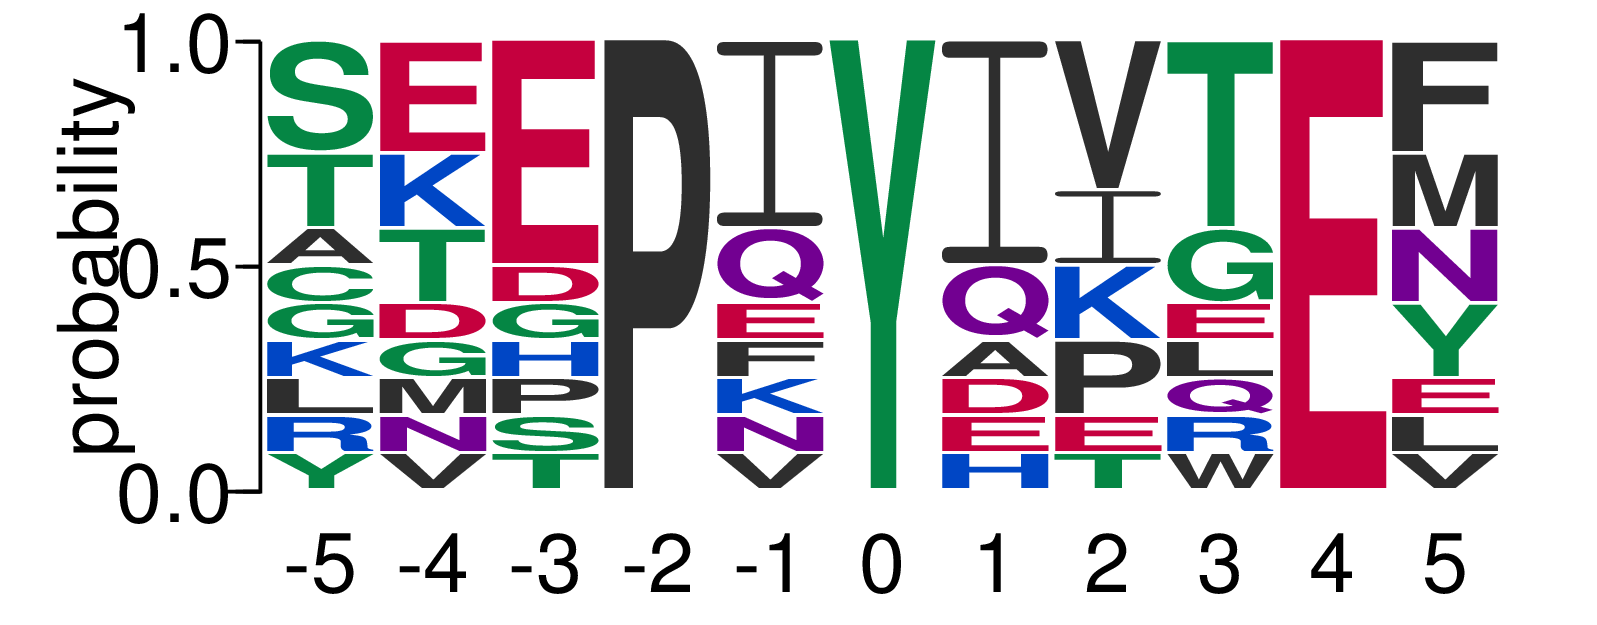 probability
1.0
0.5
0.0
S E E P I Y I V T E F
T K D Q Q I G M
A T G E A K E N
C D H F D P L Y
G G P K E E Q E
K M S N H T R L
L N T V W V
R V
Y
-5 -4 -3 -2 -1 0 1 2 3 4 5